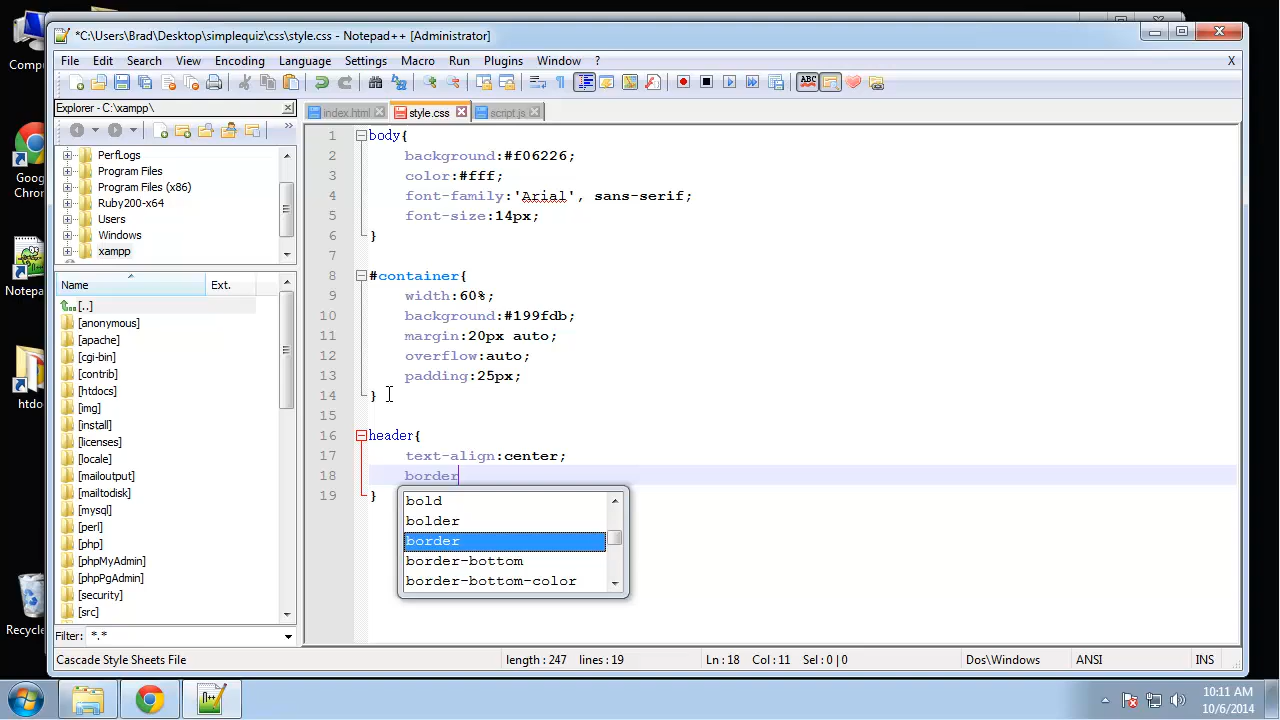 Compu
Goog
Chron
Notepa
htdo
Recycl
*C:\Users\Brad\Desktop\simplequiz\css\style.css - Notepad++ [Administrator]
File Edit Search View Encoding Language Settings Macro Run Plugins Window ? X
ABC
Explorer - C:\xampp\
index.html style.css script.js
PerfLogs
Program Files
Program Files (x86)
Ruby200-x64
Users
Windows
xampp
Name Ext.
[..]
[anonymous]
[apache]
[cgi-bin]
[contrib]
[htdocs]
[img]
[install]
[licenses]
[locale]
[mailoutput]
[mailtodisk]
[mysql]
[perl]
[php]
[phpMyAdmin]
[phpPgAdmin]
[security]
[src]
Filter: *.*
1 body{
2 background:#f06226;
3 color:#fff;
4 font-family:'Arial', sans-serif;
5 font-size:14px;
6 }
7
8 #container{
9 width:60%;
10 background:#199fdb;
11 margin:20px auto;
12 overflow:auto;
13 padding:25px;
14 }
15
16 header{
17 text-align:center;
18 border
19 }
bold
bolder
border
border-bottom
border-bottom-color
Cascade Style Sheets File length : 247 lines : 19 Ln : 18 Col : 11 Sel : 0 | 0 Dos\Windows ANSI INS
10:11 AM
10/6/2014